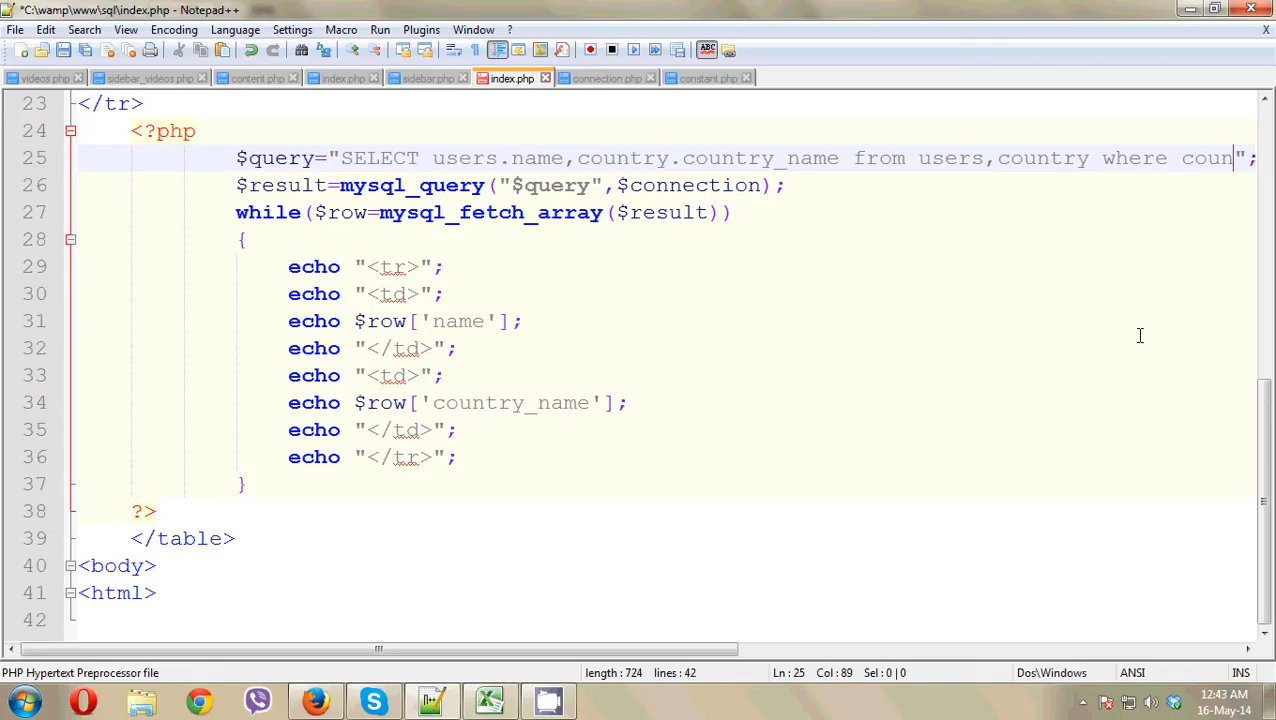 *C:\wamp\www\sql\index.php - Notepad++
File Edit Search View Encoding Language Settings Macro Run Plugins Window ? X
videos.php sidebar_videos.php content.php index.php sidebar.php index.php connection.php constant.php
23 </tr>
24 <?php
25 $query="SELECT users.name,country.country_name from users,country where coun";
26 $result=mysql_query("$query",$connection);
27 while($row=mysql_fetch_array($result))
28 {
29 echo "<tr>";
30 echo "<td>";
31 echo $row['name'];
32 echo "</td>";
33 echo "<td>";
34 echo $row['country_name'];
35 echo "</td>";
36 echo "</tr>";
37 }
38 ?>
39 </table>
40 <body>
41 <html>
42
PHP Hypertext Preprocessor file length : 724 lines : 42 Ln : 25 Col : 89 Sel : 0 | 0 Dos\Windows ANSI INS
12:43 AM
16-May-14